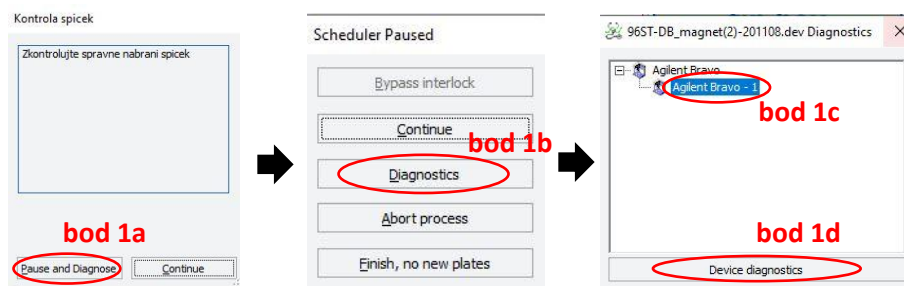 Kontrola spicek
Zkontrolujte spravne nabrani spicek
bod 1a
Pause and Diagnose
Continue
Scheduler Paused
Bypass interlock
Continue
bod 1b
Diagnostics
Abort process
Finish, no new plates
96ST-DB_magnet(2)-201108.dev Diagnostics
Agilent Bravo
Agilent Bravo - 1
bod 1c
bod 1d
Device diagnostics